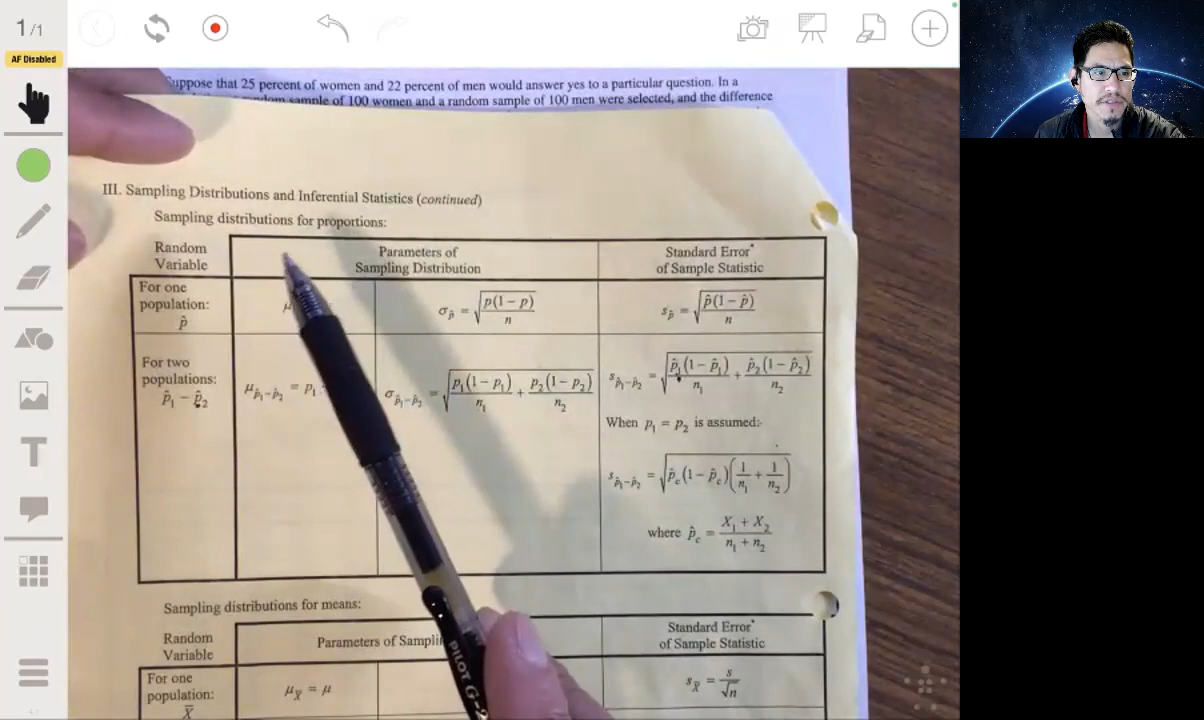 1/1
AF Disabled
Suppose that 25 percent of women and 22 percent of men would answer yes to a particular question. In a
random sample of 100 women and a random sample of 100 men were selected, and the difference
III. Sampling Distributions and Inferential Statistics (continued)
Sampling distributions for proportions:
Random Variable
Parameters of Sampling Distribution
Standard Error* of Sample Statistic
For one population: p̂
μ
σ_p̂ = √(p(1 − p)/n)
s_p̂ = √(p̂(1 − p̂)/n)
For two populations: p̂₁ − p̂₂
μ_p̂₁−p̂₂ = p₁
σ_p̂₁−p̂₂ = √(p₁(1 − p₁)/n₁ + p₂(1 − p₂)/n₂)
s_p̂₁−p̂₂ = √(p̂₁(1 − p̂₁)/n₁ + p̂₂(1 − p̂₂)/n₂)
When p₁ = p₂ is assumed:
s_p̂₁−p̂₂ = √(p̂_c(1 − p̂_c)(1/n₁ + 1/n₂))
where p̂_c = (X₁ + X₂)/(n₁ + n₂)
Sampling distributions for means:
Random Variable
Parameters of Sampli
Standard Error* of Sample Statistic
For one population: X̄
μ_X̄ = μ
s_X̄ = s/√n
PILOT G-2
T